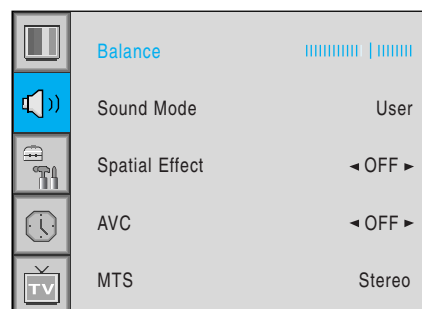 Balance
Sound Mode User
Spatial Effect ◄ OFF ►
AVC ◄ OFF ►
MTS Stereo
TV